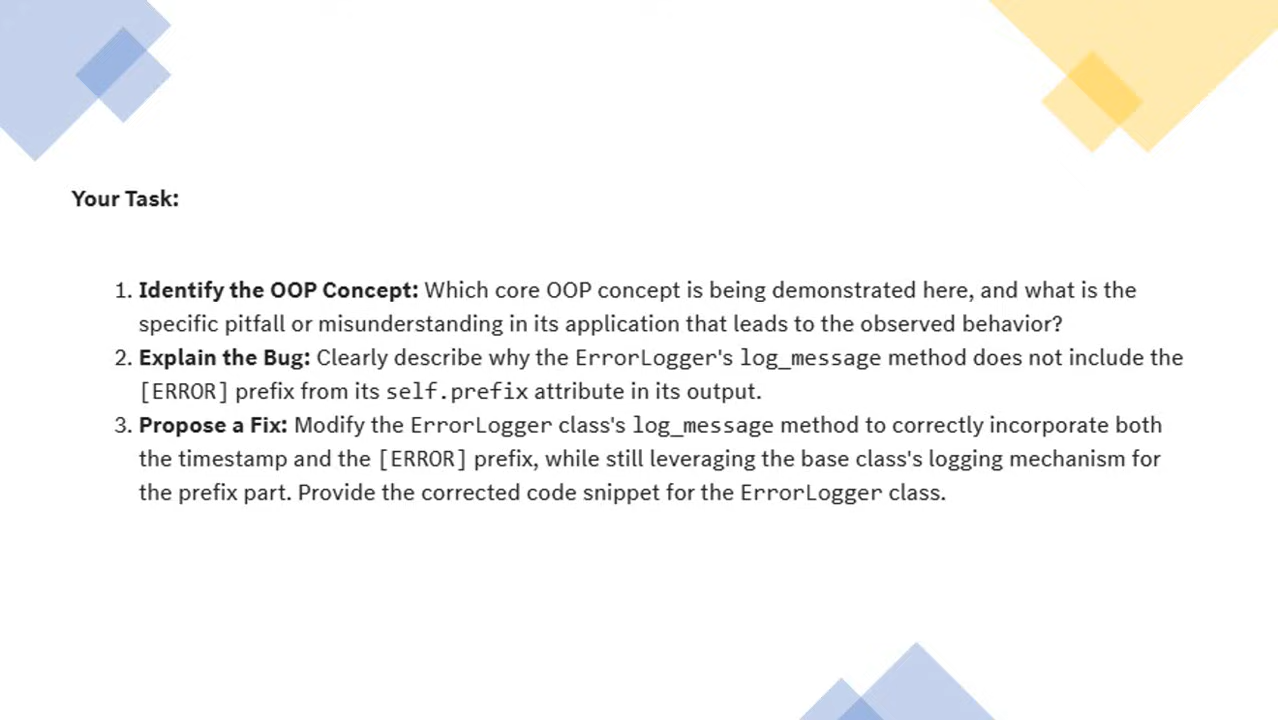 Your Task:
1. Identify the OOP Concept: Which core OOP concept is being demonstrated here, and what is the
specific pitfall or misunderstanding in its application that leads to the observed behavior?
2. Explain the Bug: Clearly describe why the ErrorLogger's log_message method does not include the
[ERROR] prefix from its self.prefix attribute in its output.
3. Propose a Fix: Modify the ErrorLogger class's log_message method to correctly incorporate both
the timestamp and the [ERROR] prefix, while still leveraging the base class's logging mechanism for
the prefix part. Provide the corrected code snippet for the ErrorLogger class.